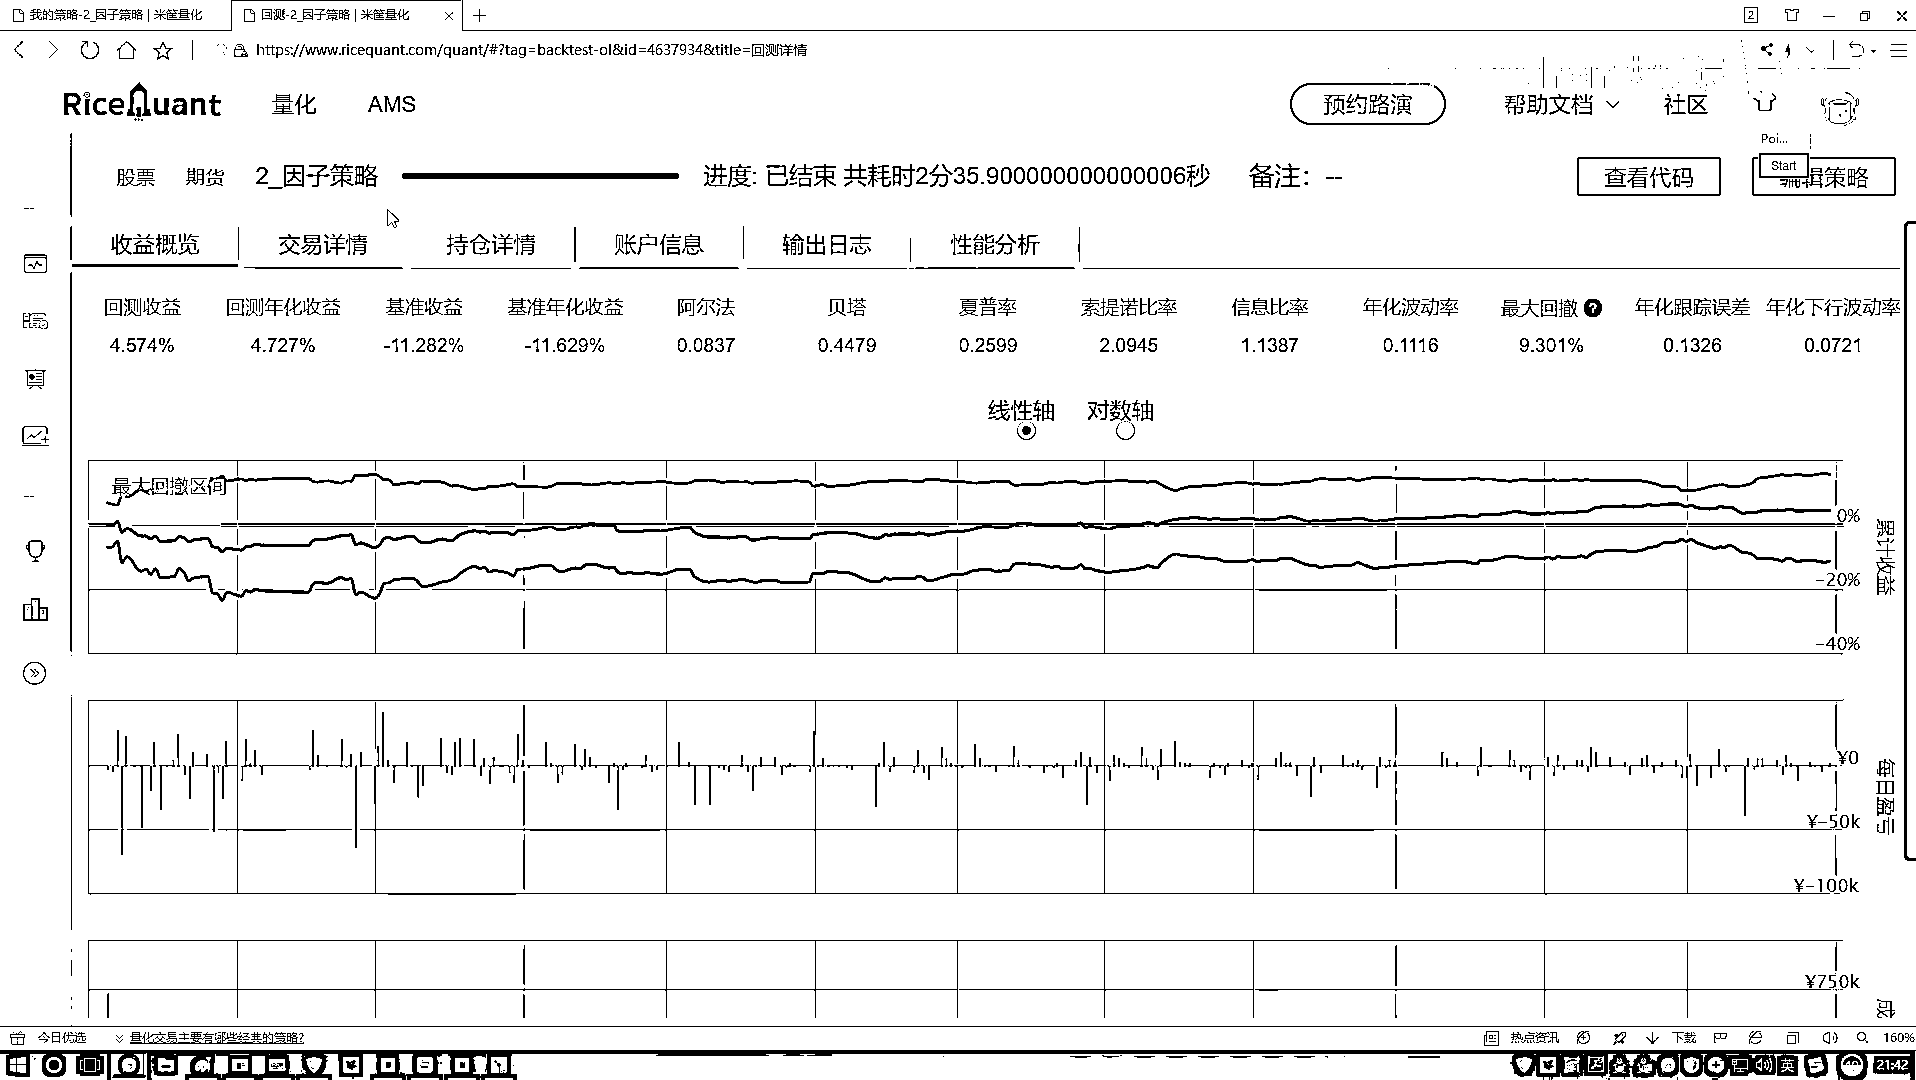 我的策略-2_因子策略 | 米筐量化
回测-2_因子策略 | 米筐量化
2
https://www.ricequant.com/quant/#?tag=backtest-ol&id=4637934&title=回测详情
RiceQuant 量化 AMS 预约路演 帮助文档 社区
Poi...
Start
股票 期货 2_因子策略 进度: 已结束 共耗时2分35.900000000000006秒 备注: -- 查看代码 编辑策略
收益概览 交易详情 持仓详情 账户信息 输出日志 性能分析
回测收益 回测年化收益 基准收益 基准年化收益 阿尔法 贝塔 夏普率 索提诺比率 信息比率 年化波动率 最大回撤 ? 年化跟踪误差 年化下行波动率
4.574% 4.727% -11.282% -11.629% 0.0837 0.4479 0.2599 2.0945 1.1387 0.1116 9.301% 0.1326 0.0721
线性轴 对数轴
最大回撤区间
0%
-20%
-40%
累计收益
¥0
¥-50k
¥-100k
每日盈亏
¥750k
成
今日优选 量化交易主要有哪些经典的策略? 热点资讯 下载 160%
英 21:42